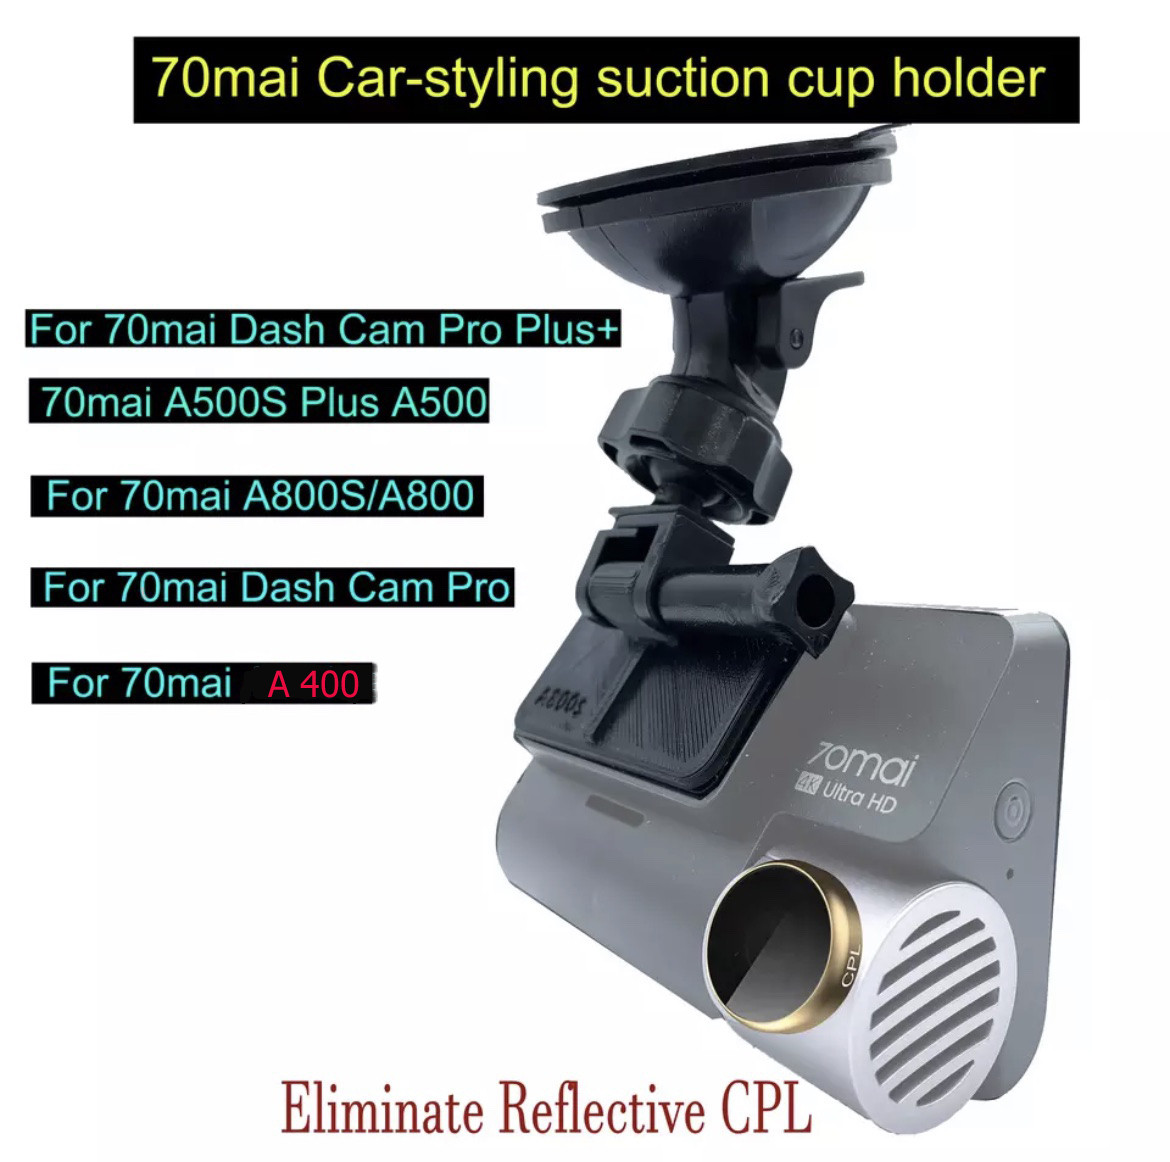 70mai Car-styling suction cup holder
For 70mai Dash Cam Pro Plus+
70mai A500S Plus A500
For 70mai A800S/A800
For 70mai Dash Cam Pro
For 70mai A 400
A800s
70mai
4K Ultra HD
CPL
Eliminate Reflective CPL